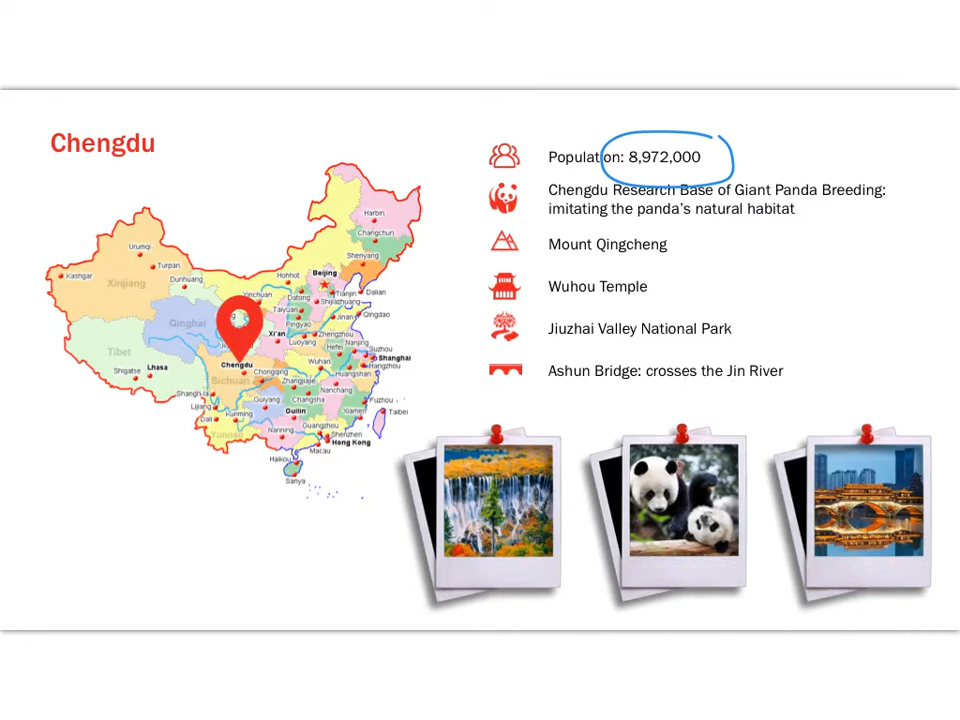 Chengdu
Population: 8,972,000
Chengdu Research Base of Giant Panda Breeding:
imitating the panda's natural habitat
Mount Qingcheng
Wuhou Temple
Jiuzhai Valley National Park
Ashun Bridge: crosses the Jin River
Harbin
Changchun
Shenyang
Urumqi
Turpan
Kashgar
Xinjiang
Dunhuang
Hohhot
Beijing
Tianjin
Dalian
Yinchuan
Datong
Shijiazhuang
Taiyuan
Jinan
Qingdao
Qinghai
Pingyao
Xi'an
Luoyang
Zhengzhou
Tibet
Shigatse
Lhasa
Chengdu
Sichuan
Chongqing
Wuhan
Hefei
Nanjing
Suzhou
Shanghai
Hangzhou
Huangshan
Zhangjiajie
Nanchang
Changsha
Shangri-la
Lijiang
Dali
Kunming
Yunnan
Guiyang
Guilin
Fuzhou
Xiamen
Taibei
Nanning
Guangzhou
Shenzhen
Hong Kong
Macau
Haikou
Sanya